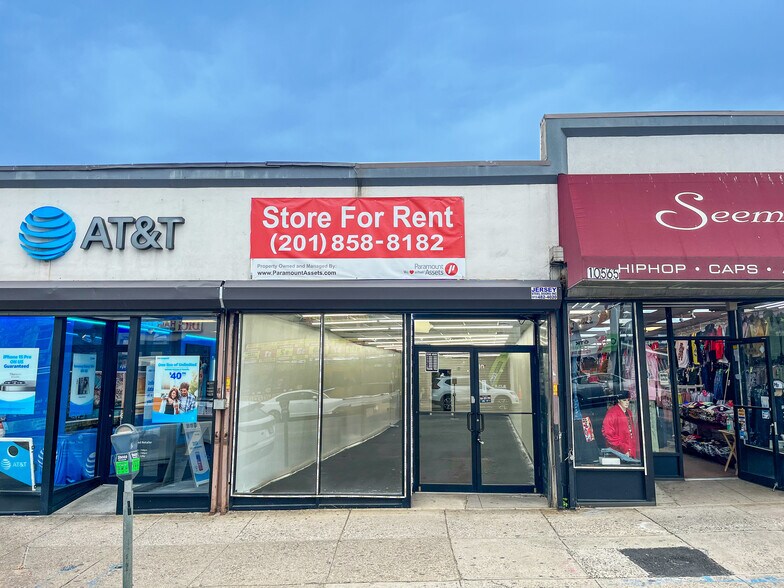 AT&T
Store For Rent
(201) 858-8182
Property Owned and Managed By:
www.ParamountAssets.com
Paramount
Assets
Seem
10565
HIPHOP • CAPS •
JERSEY
$40
AT&T